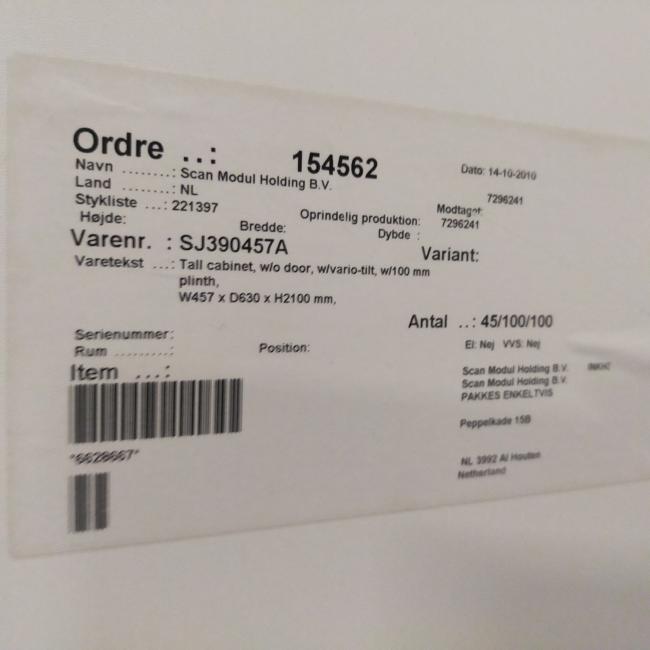 Ordre ..: 154562 Dato: 14-10-2010
Navn ........: Scan Modul Holding B.V.
Land ........: NL 7296241
Stykliste ...: 221397 Oprindelig produktion: Modtaget: 7296241
Højde: Bredde: Dybde :
Varenr. : SJ390457A Variant:
Varetekst ....: Tall cabinet, w/o door, w/vario-tilt, w/100 mm
plinth,
W457 x D630 x H2100 mm,
Antal ..: 45/100/100
Serienummer: El: Nej VVS: Nej
Rum ..........: Position:
Item ...: Scan Modul Holding B.V.
Scan Modul Holding B.V.
PAKKES ENKELTVIS
Peppelkade 15B
*6628667*
NL 3992 Al Houten
Netherland